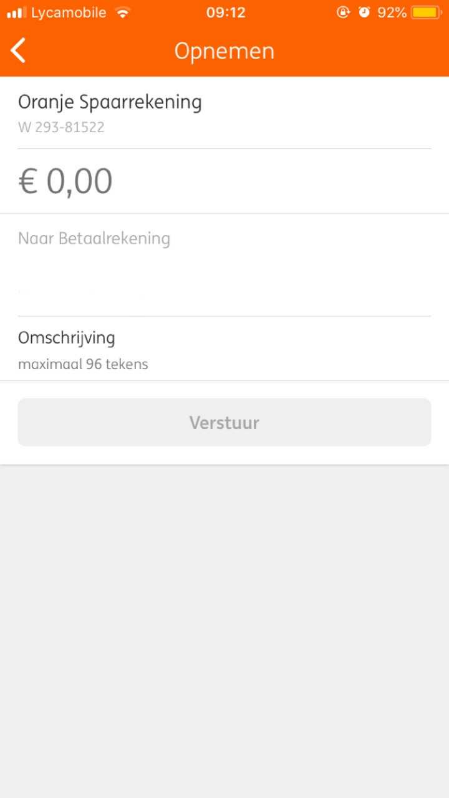 Lycamobile 09:12 92%
Opnemen
Oranje Spaarrekening
W 293-81522
€ 0,00
Naar Betaalrekening
Omschrijving
maximaal 96 tekens
Verstuur